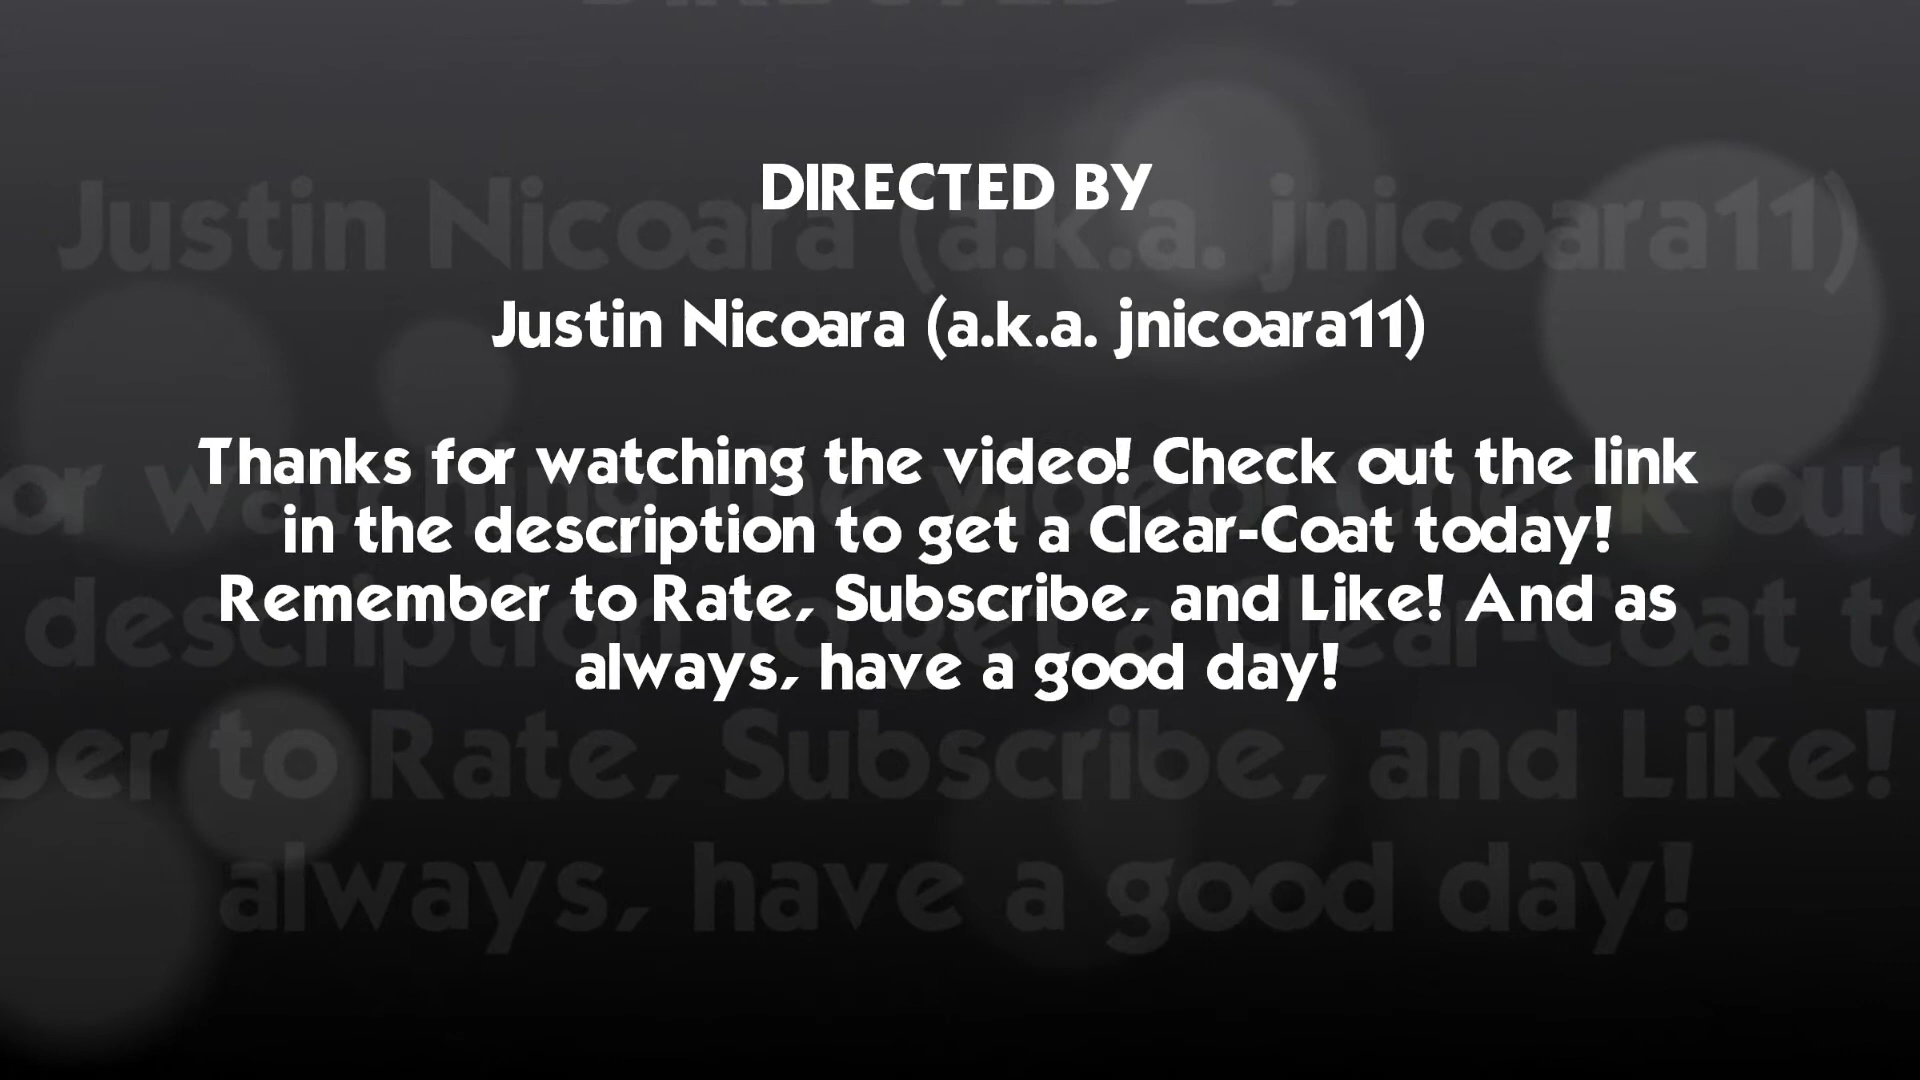 DIRECTED BY
Justin Nicoara (a.k.a. jnicoara11)
Thanks for watching the video! Check out the link
in the description to get a Clear-Coat today!
Remember to Rate, Subscribe, and Like! And as
always, have a good day!